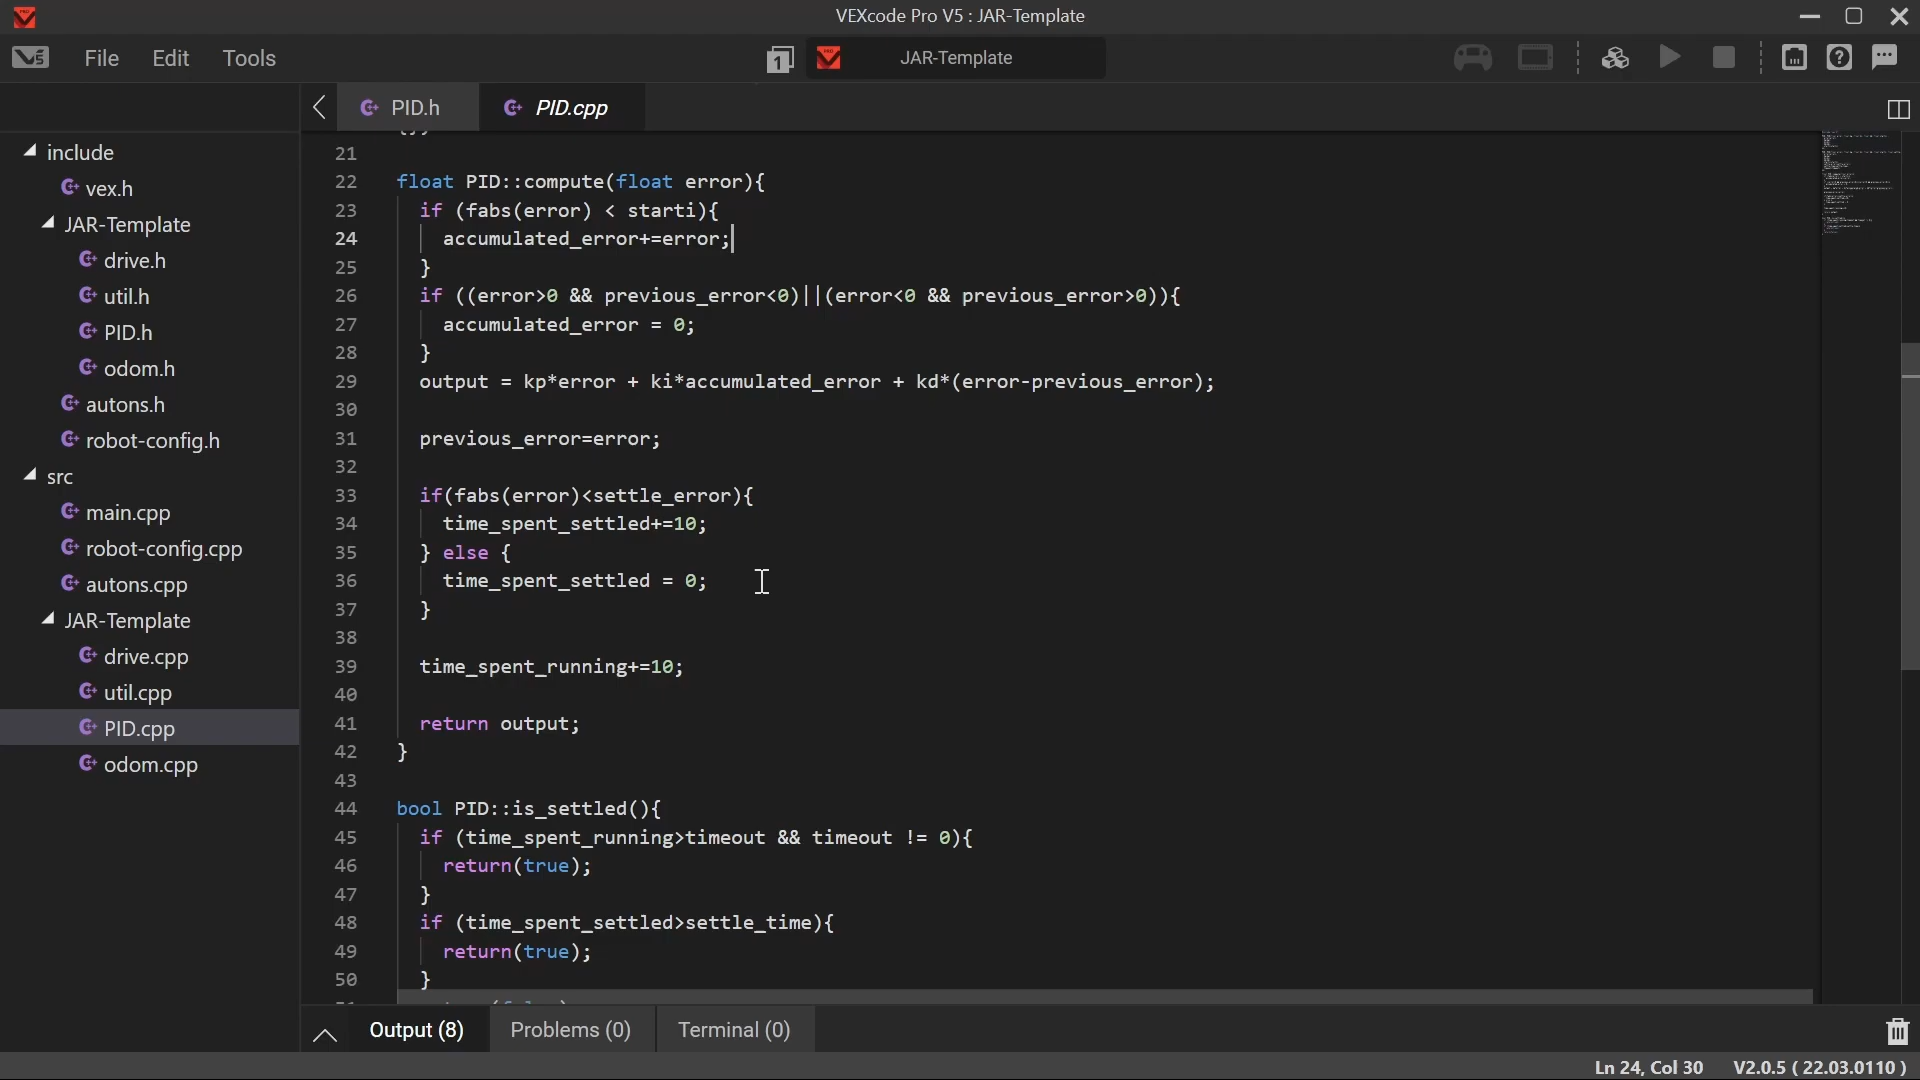 VEXcode Pro V5 : JAR-Template
V5 File Edit Tools
1 JAR-Template
PID.h PID.cpp
include
vex.h
JAR-Template
drive.h
util.h
PID.h
odom.h
autons.h
robot-config.h
src
main.cpp
robot-config.cpp
autons.cpp
JAR-Template
drive.cpp
util.cpp
PID.cpp
odom.cpp
21
22 float PID::compute(float error){
23 if (fabs(error) < starti){
24 accumulated_error+=error;
25 }
26 if ((error>0 && previous_error<0)||(error<0 && previous_error>0)){
27 accumulated_error = 0;
28 }
29 output = kp*error + ki*accumulated_error + kd*(error-previous_error);
30
31 previous_error=error;
32
33 if(fabs(error)<settle_error){
34 time_spent_settled+=10;
35 } else {
36 time_spent_settled = 0;
37 }
38
39 time_spent_running+=10;
40
41 return output;
42 }
43
44 bool PID::is_settled(){
45 if (time_spent_running>timeout && timeout != 0){
46 return(true);
47 }
48 if (time_spent_settled>settle_time){
49 return(true);
50 }
Output (8) Problems (0) Terminal (0)
Ln 24, Col 30 V2.0.5 ( 22.03.0110 )